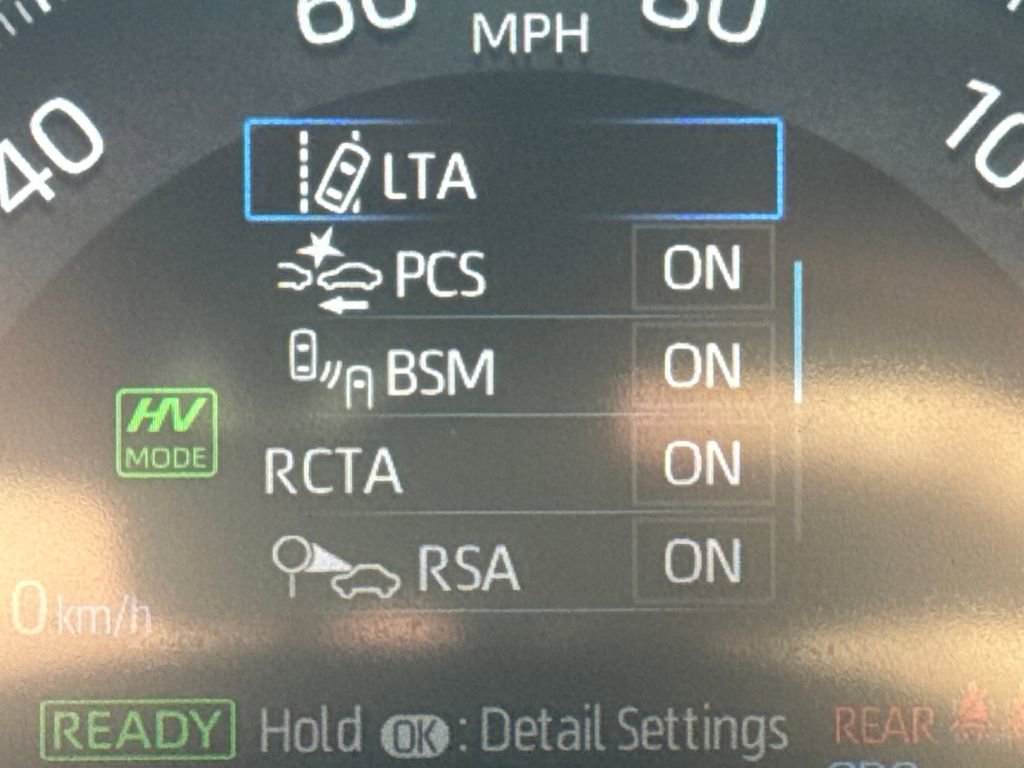 60
80
MPH
40
100
LTA
PCS ON
BSM ON
HV
MODE
RCTA ON
RSA ON
0 km/h
READY Hold OK : Detail Settings REAR